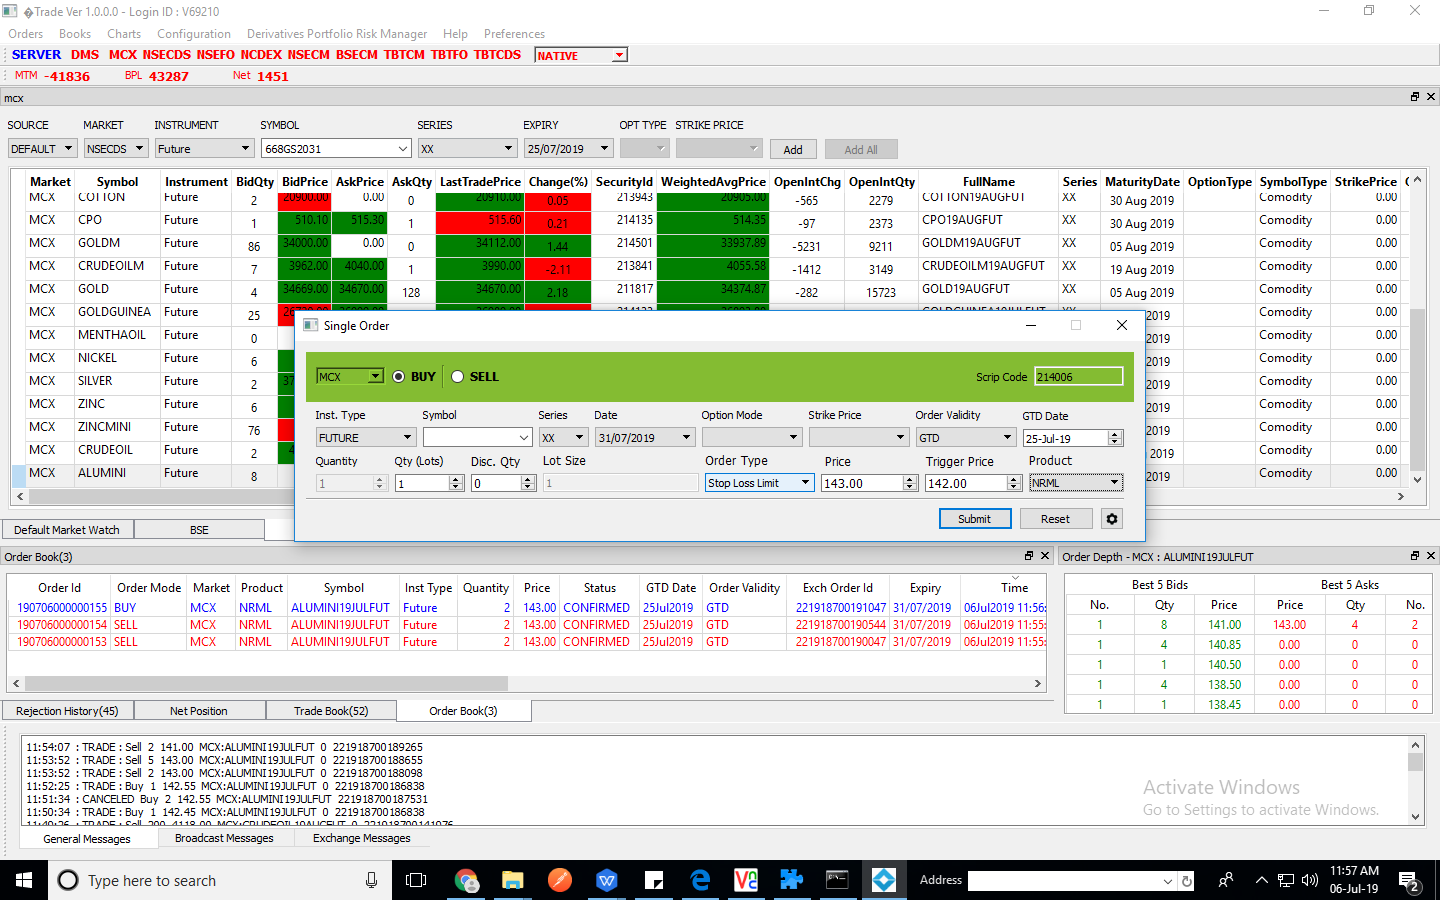 �Trade Ver 1.0.0.0 - Login ID : V69210
Orders Books Charts Configuration Derivatives Portfolio Risk Manager Help Preferences
SERVER DMS MCX NSECDS NSEFO NCDEX NSECM BSECM TBTCM TBTFO TBTCDS NATIVE
MTM -41836 BPL 43287 Net 1451
mcx
SOURCE MARKET INSTRUMENT SYMBOL SERIES EXPIRY OPT TYPE STRIKE PRICE
DEFAULT NSECDS Future 668GS2031 XX 25/07/2019 Add Add All
Market Symbol Instrument BidQty BidPrice AskPrice AskQty LastTradePrice Change(%) SecurityId WeightedAvgPrice OpenIntChg OpenIntQty FullName Series MaturityDate OptionType SymbolType StrikePrice
MCX COTTON Future 2 20900.00 0.00 0 20910.00 0.05 213943 20905.00 -565 2279 COTTON19AUGFUT XX 30 Aug 2019 Comodity 0.00
MCX CPO Future 1 510.10 515.30 1 515.60 0.21 214135 514.35 -97 2373 CPO19AUGFUT XX 30 Aug 2019 Comodity 0.00
MCX GOLDM Future 86 34000.00 0.00 0 34112.00 1.44 214501 33937.89 -5231 9211 GOLDM19AUGFUT XX 05 Aug 2019 Comodity 0.00
MCX CRUDEOILM Future 7 3962.00 4040.00 1 3990.00 -2.11 213841 4055.58 -1412 3149 CRUDEOILM19AUGFUT XX 19 Aug 2019 Comodity 0.00
MCX GOLD Future 4 34669.00 34670.00 128 34670.00 2.18 211817 34374.87 -282 15723 GOLD19AUGFUT XX 05 Aug 2019 Comodity 0.00
MCX GOLDGUINEA Future 25 2019 Comodity 0.00
MCX MENTHAOIL Future 0 2019 Comodity 0.00
MCX NICKEL Future 6 2019 Comodity 0.00
MCX SILVER Future 2 2019 Comodity 0.00
MCX ZINC Future 6 2019 Comodity 0.00
MCX ZINCMINI Future 76 2019 Comodity 0.00
MCX CRUDEOIL Future 2 2019 Comodity 0.00
MCX ALUMINI Future 8 2019 Comodity 0.00
Single Order
MCX BUY SELL Scrip Code 214006
Inst. Type Symbol Series Date Option Mode Strike Price Order Validity GTD Date
FUTURE XX 31/07/2019 GTD 25-Jul-19
Quantity Qty (Lots) Disc. Qty Lot Size Order Type Price Trigger Price Product
1 1 0 1 Stop Loss Limit 143.00 142.00 NRML
Submit Reset
Default Market Watch BSE
Order Book(3)
Order Id Order Mode Market Product Symbol Inst Type Quantity Price Status GTD Date Order Validity Exch Order Id Expiry Time
190706000000155 BUY MCX NRML ALUMINI19JULFUT Future 2 143.00 CONFIRMED 25Jul2019 GTD 221918700191047 31/07/2019 06Jul2019 11:56:
190706000000154 SELL MCX NRML ALUMINI19JULFUT Future 2 143.00 CONFIRMED 25Jul2019 GTD 221918700190544 31/07/2019 06Jul2019 11:55:
190706000000153 SELL MCX NRML ALUMINI19JULFUT Future 2 143.00 CONFIRMED 25Jul2019 GTD 221918700190047 31/07/2019 06Jul2019 11:55:
Order Depth - MCX : ALUMINI19JULFUT
Best 5 Bids Best 5 Asks
No. Qty Price Price Qty No.
1 8 141.00 143.00 4 2
1 4 140.85 0.00 0 0
1 1 140.50 0.00 0 0
1 4 138.50 0.00 0 0
1 1 138.45 0.00 0 0
Rejection History(45) Net Position Trade Book(52) Order Book(3)
11:54:07 : TRADE : Sell 2 141.00 MCX:ALUMINI19JULFUT 0 221918700189265
11:53:52 : TRADE : Sell 5 143.00 MCX:ALUMINI19JULFUT 0 221918700188655
11:53:52 : TRADE : Sell 2 143.00 MCX:ALUMINI19JULFUT 0 221918700188098
11:52:25 : TRADE : Buy 1 142.55 MCX:ALUMINI19JULFUT 0 221918700186838
11:51:34 : CANCELED Buy 2 142.55 MCX:ALUMINI19JULFUT 221918700187531
11:50:34 : TRADE : Buy 1 142.45 MCX:ALUMINI19JULFUT 0 221918700186838
General Messages Broadcast Messages Exchange Messages
Activate Windows
Go to Settings to activate Windows.
Type here to search
Address
11:57 AM
06-Jul-19
2